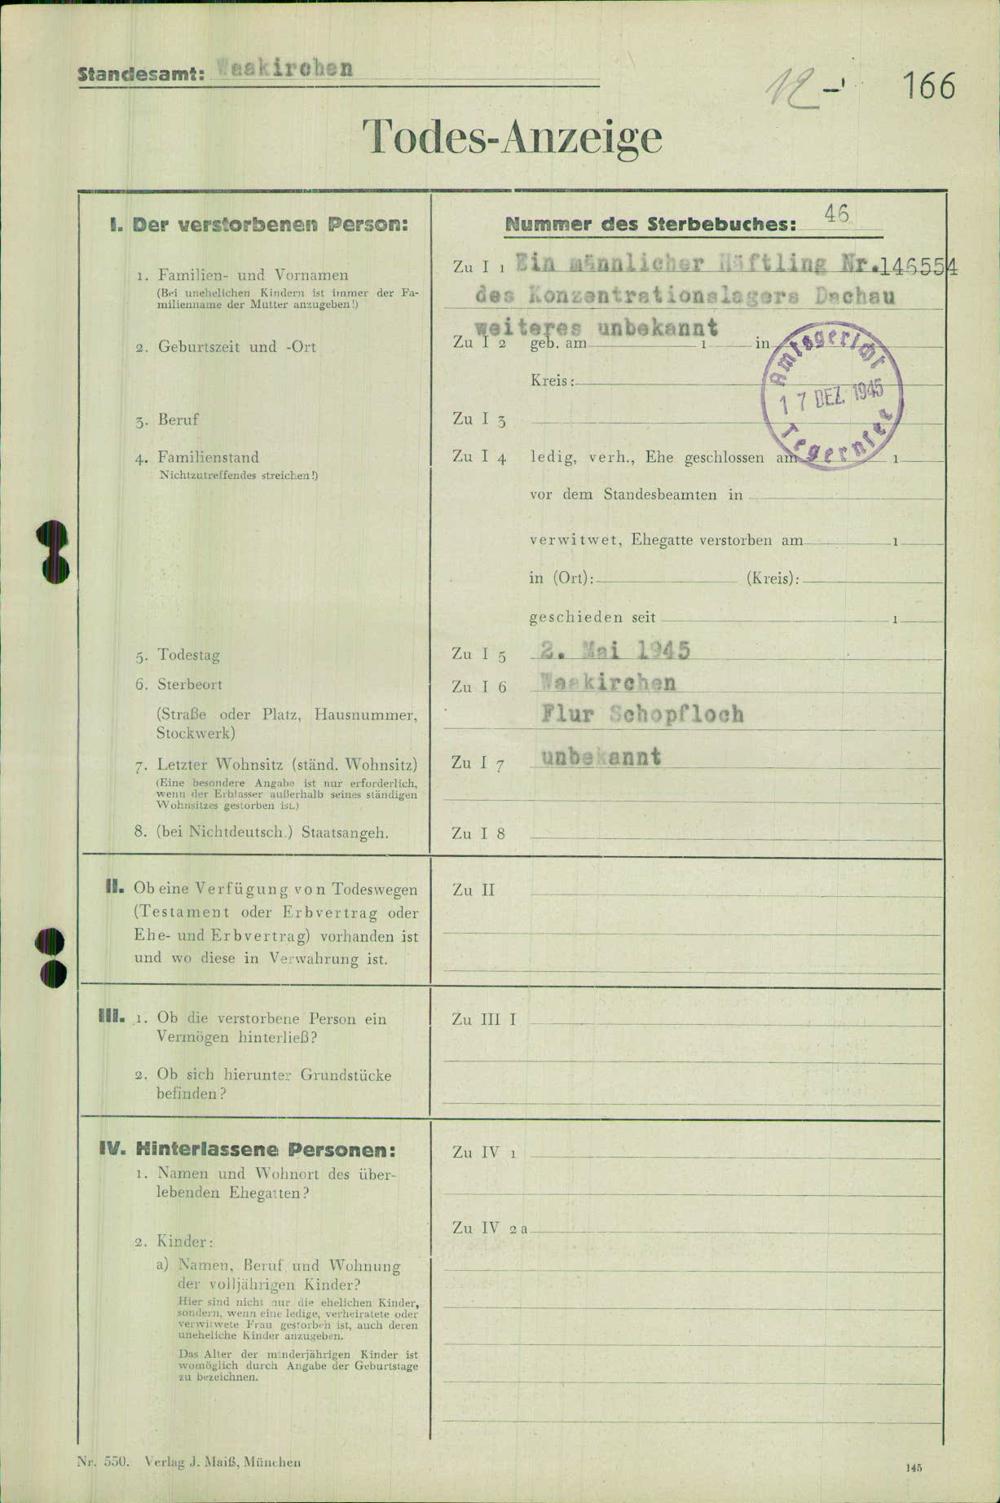 Standesamt: Waakirchen
166
Todes-Anzeige
I. Der verstorbenen Person:
Nummer des Sterbebuches: 46
1. Familien- und Vornamen
(Bei unehelichen Kindern ist immer der Fa-
milienname der Mutter anzugeben!)
Zu I 1 Ein männlicher Häftling Nr.146554
des Konzentrationslagers Dachau
weiteres unbekannt
2. Geburtszeit und -Ort
Zu I 2 geb. am 1 in
Kreis:
Amtsgericht
17 DEZ. 1945
Tegernsee
3. Beruf
Zu I 3
4. Familienstand
Nichtzutreffendes streichen!)
Zu I 4 ledig, verh., Ehe geschlossen am 1
vor dem Standesbeamten in
verwitwet, Ehegatte verstorben am 1
in (Ort): (Kreis):
geschieden seit 1
5. Todestag
Zu I 5 2. Mai 1945
6. Sterbeort
Zu I 6 Waakirchen
(Straße oder Platz, Hausnummer,
Stockwerk)
Flur Schopfloch
7. Letzter Wohnsitz (ständ. Wohnsitz)
(Eine besondere Angabe ist nur erforderlich,
wenn der Erblasser außerhalb seines ständigen
Wohnsitzes gestorben ist.)
Zu I 7 unbekannt
8. (bei Nichtdeutsch.) Staatsangeh.
Zu I 8
II. Ob eine Verfügung von Todeswegen
(Testament oder Erbvertrag oder
Ehe- und Erbvertrag) vorhanden ist
und wo diese in Verwahrung ist.
Zu II
III. 1. Ob die verstorbene Person ein
Vermögen hinterließ?
Zu III I
2. Ob sich hierunter Grundstücke
befinden?
IV. Hinterlassene Personen:
1. Namen und Wohnort des über-
lebenden Ehegatten?
Zu IV 1
2. Kinder:
Zu IV 2 a
a) Namen, Beruf und Wohnung
der volljährigen Kinder?
Hier sind nicht nur die ehelichen Kinder,
sondern, wenn eine ledige, verheiratete oder
verwitwete Frau gestorben ist, auch deren
uneheliche Kinder anzugeben.
Das Alter der minderjährigen Kinder ist
womöglich durch Angabe der Geburtstage
zu bezeichnen.
Nr. 550. Verlag J. Maiß, München
145